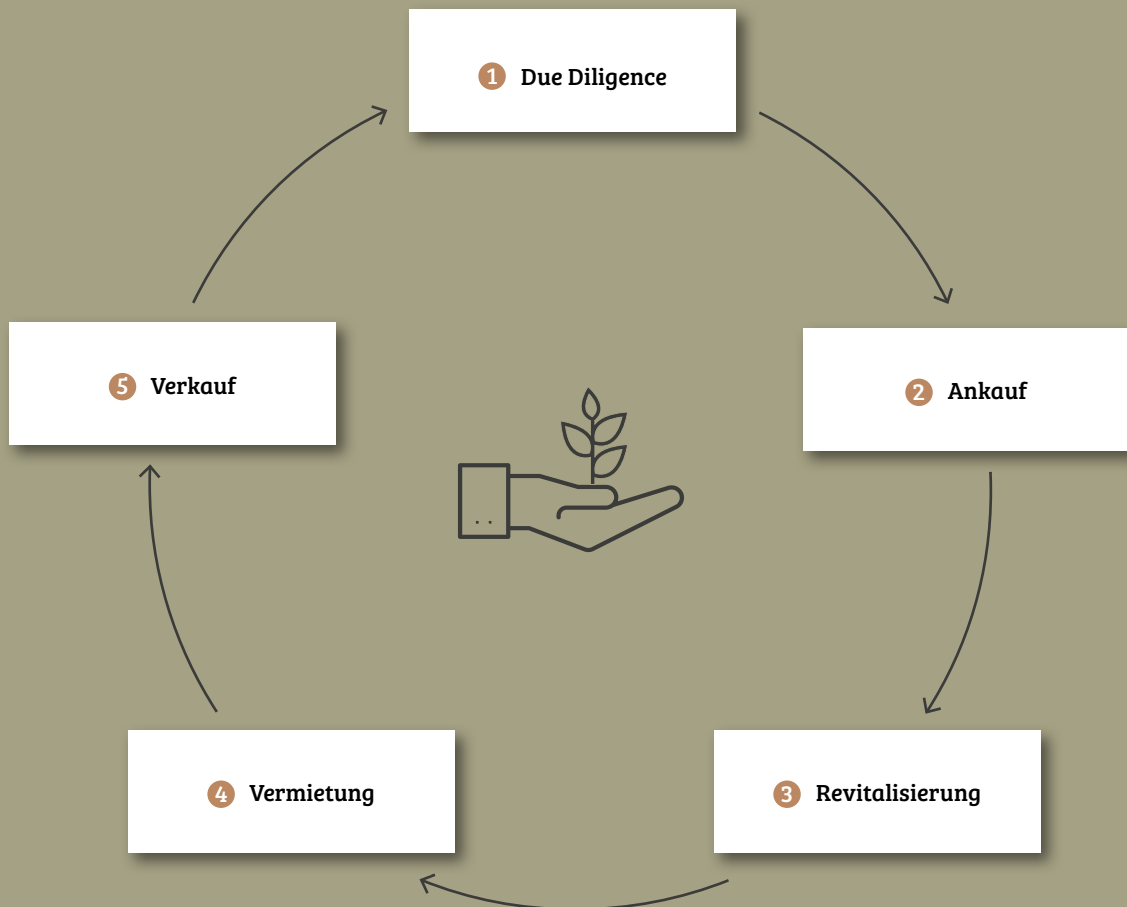 1 Due Diligence
2 Ankauf
3 Revitalisierung
4 Vermietung
5 Verkauf